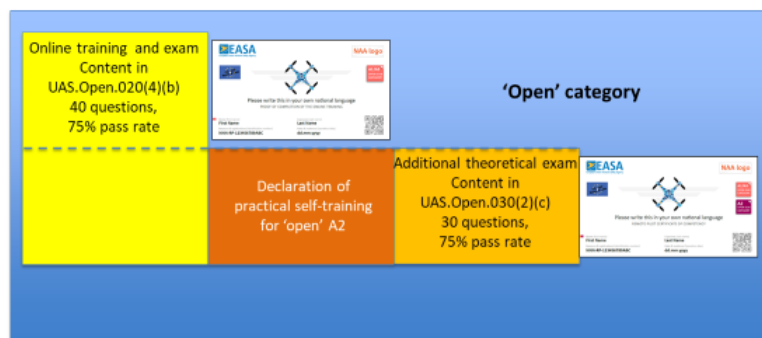 Online training and exam
Content in
UAS.Open.020(4)(b)
40 questions,
75% pass rate
EASA
NAA logo
Please write this in your own national language
First Name
Last Name
'Open' category
Declaration of
practical self-training
for 'open' A2
Additional theoretical exam
Content in
UAS.Open.030(2)(c)
30 questions,
75% pass rate
EASA
NAA logo
Please write this in your own national language
First Name
Last Name